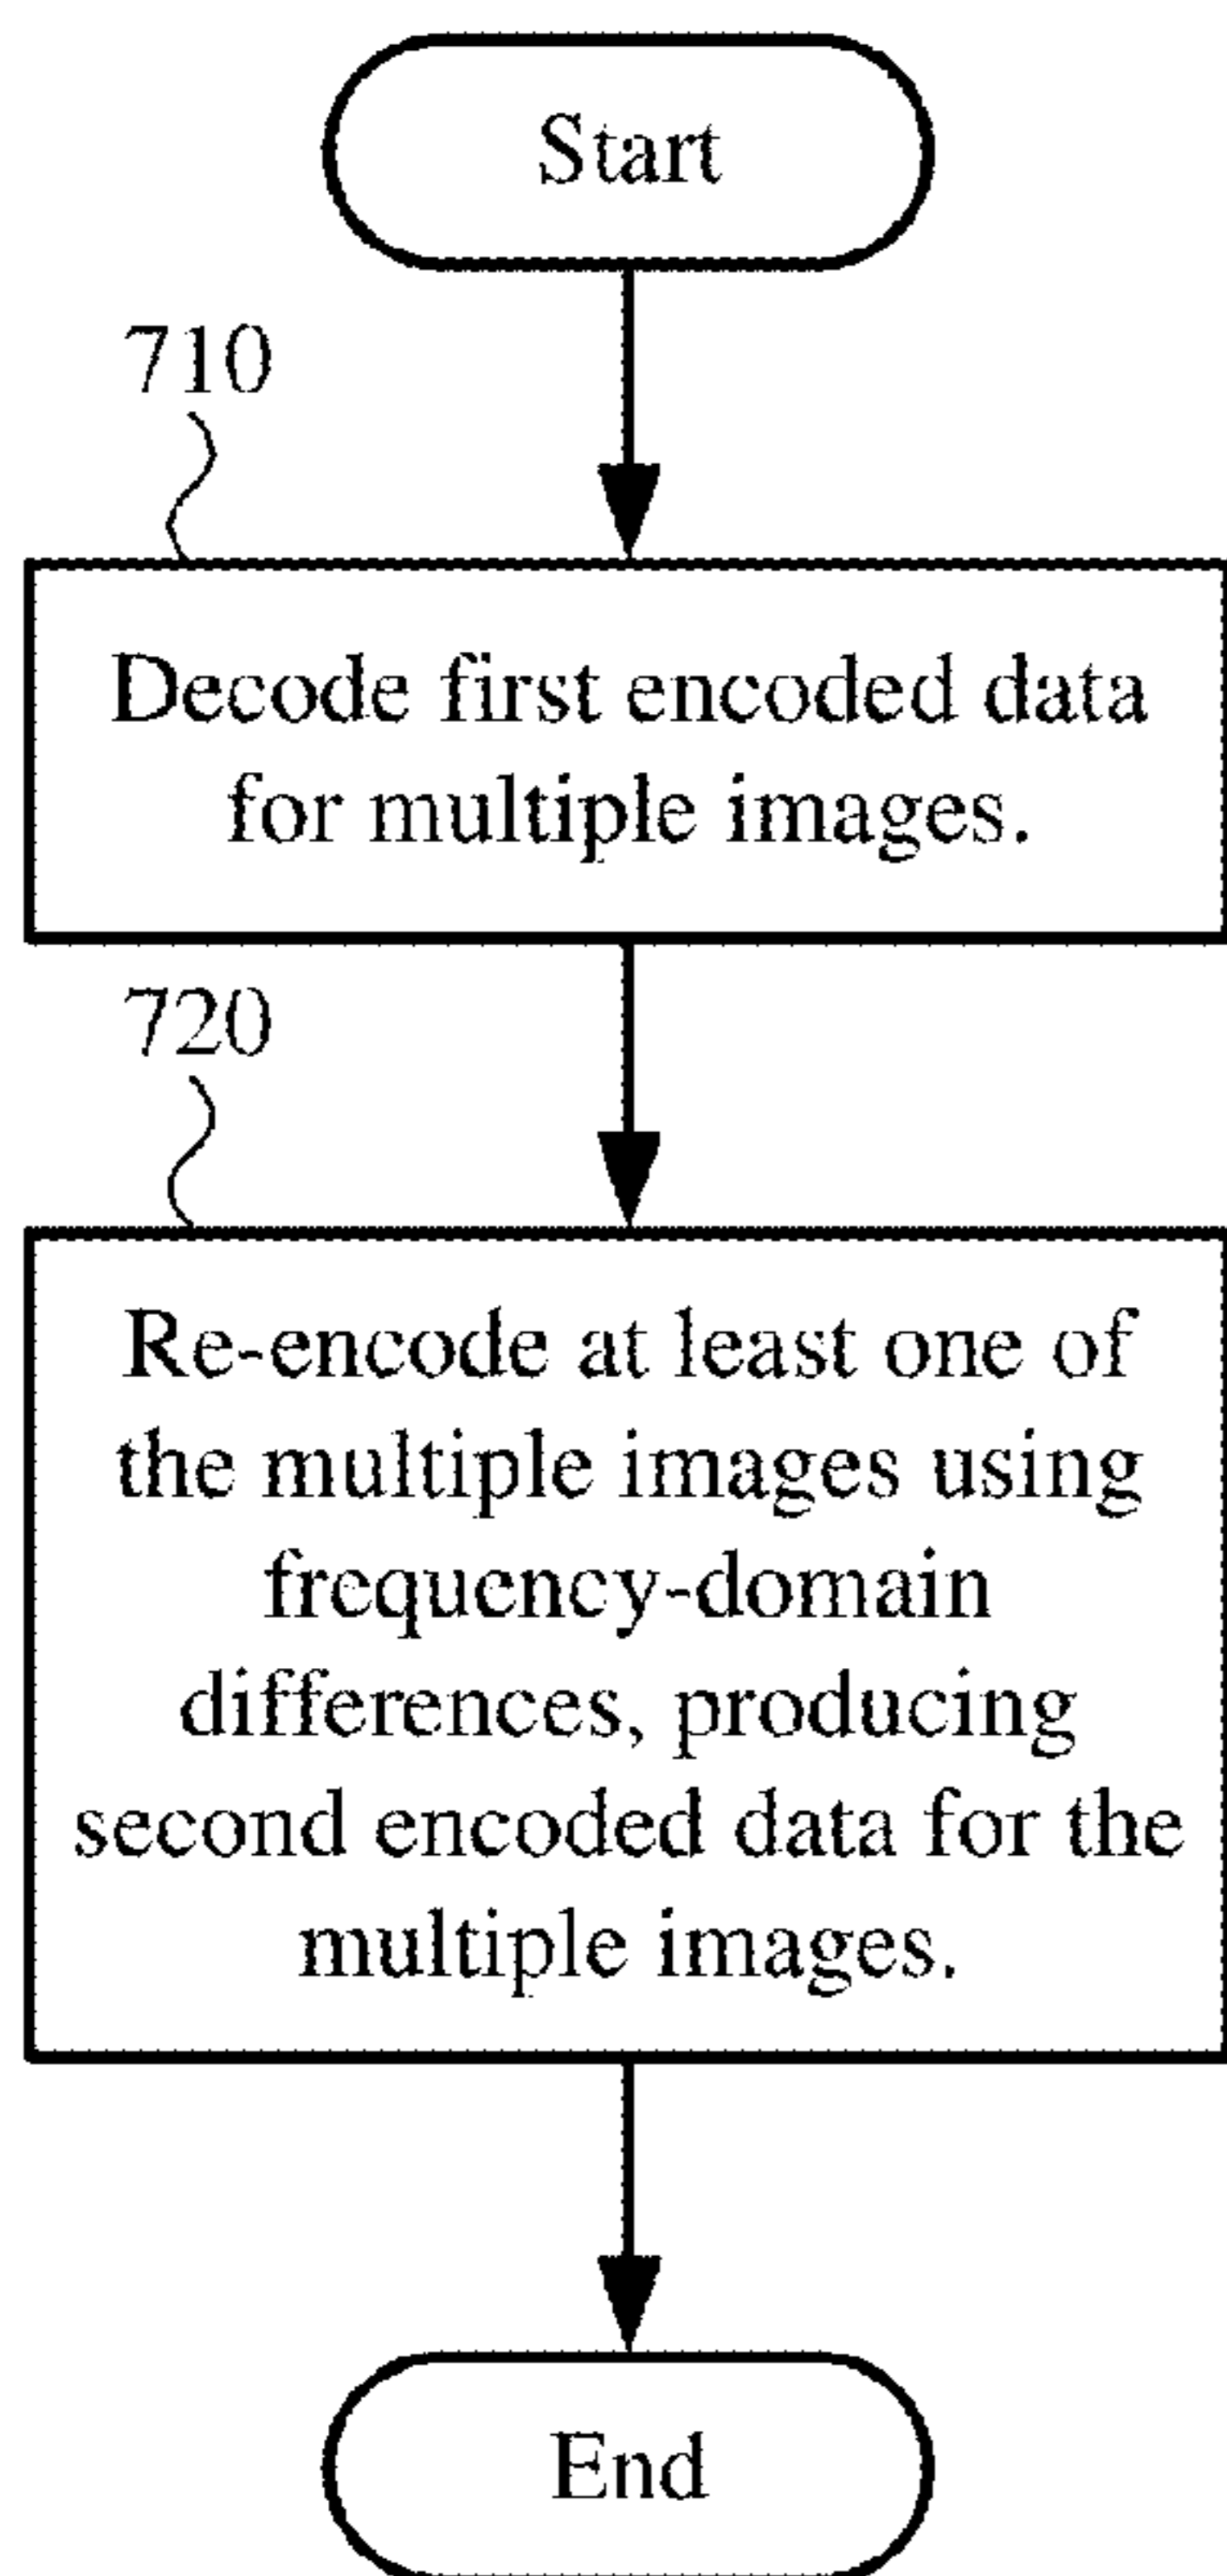 Start
710
Decode first encoded data
for multiple images.
720
Re-encode at least one of
the multiple images using
frequency-domain
differences, producing
second encoded data for the
multiple images.
End